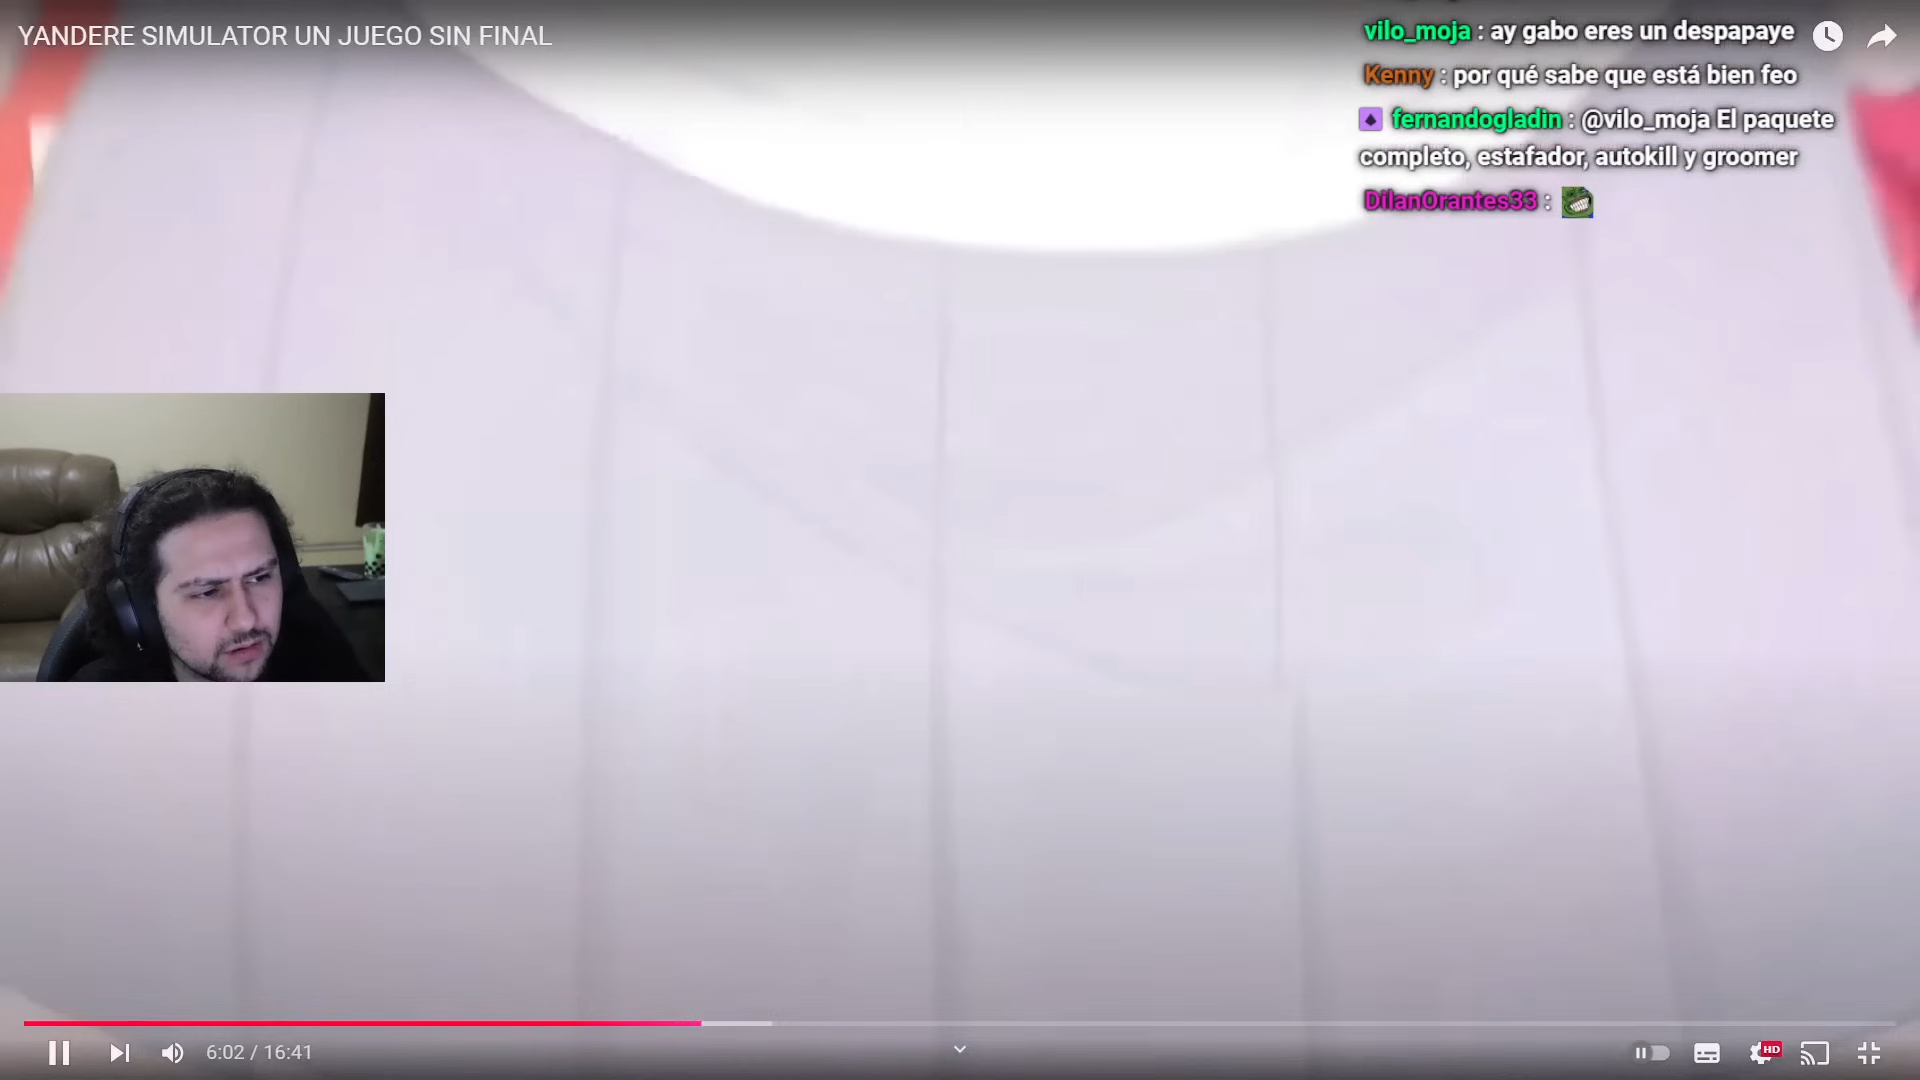 YANDERE SIMULATOR UN JUEGO SIN FINAL
vilo_moja : ay gabo eres un despapaye
Kenny : por qué sabe que está bien feo
fernandogladin : @vilo_moja El paquete
completo, estafador, autokill y groomer
DilanOrantes33 :
6:02 / 16:41
HD